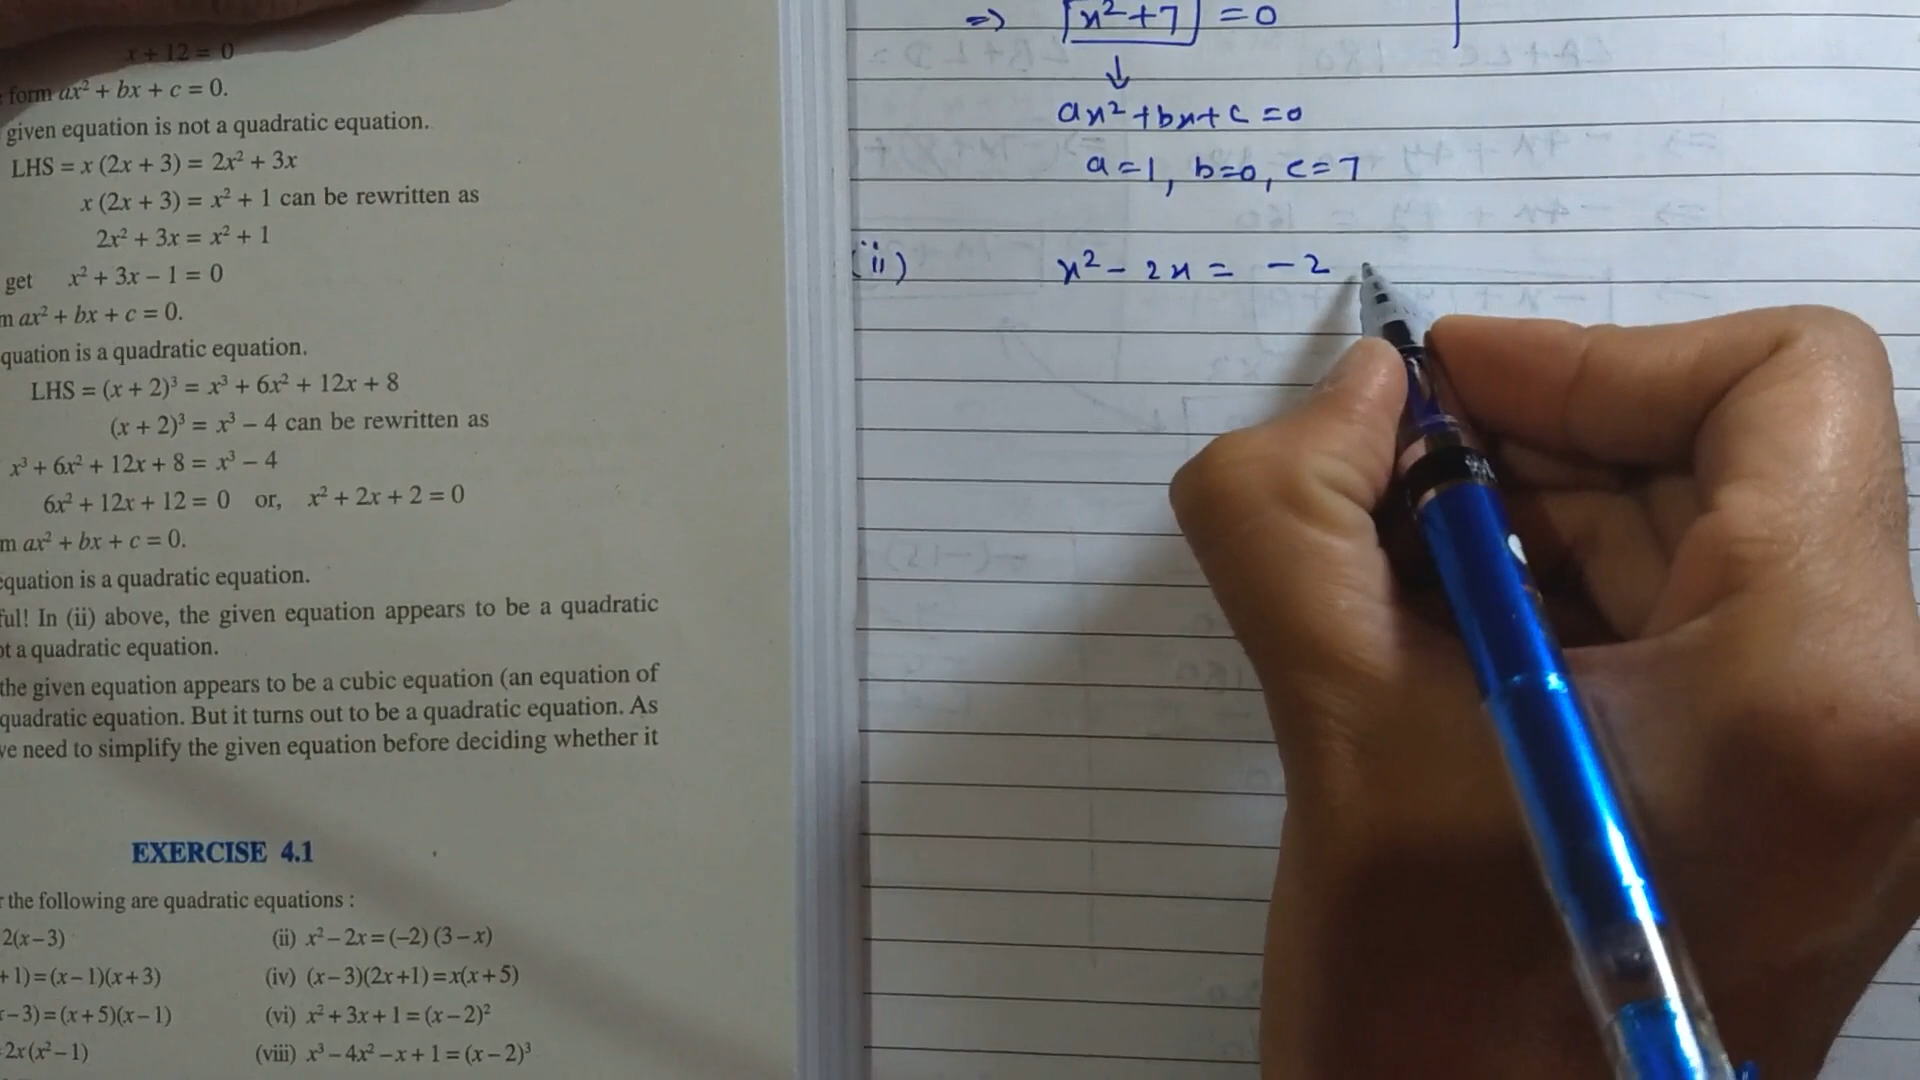 x + 12 = 0
form ax² + bx + c = 0.
given equation is not a quadratic equation.
LHS = x (2x + 3) = 2x² + 3x
x (2x + 3) = x² + 1 can be rewritten as
2x² + 3x = x² + 1
get x² + 3x – 1 = 0
m ax² + bx + c = 0.
quation is a quadratic equation.
LHS = (x + 2)³ = x³ + 6x² + 12x + 8
(x + 2)³ = x³ – 4 can be rewritten as
x³ + 6x² + 12x + 8 = x³ – 4
6x² + 12x + 12 = 0 or, x² + 2x + 2 = 0
m ax² + bx + c = 0.
equation is a quadratic equation.
ful! In (ii) above, the given equation appears to be a quadratic
ot a quadratic equation.
the given equation appears to be a cubic equation (an equation of
quadratic equation. But it turns out to be a quadratic equation. As
we need to simplify the given equation before deciding whether it
EXERCISE 4.1
the following are quadratic equations :
2(x – 3) (ii) x² – 2x = (–2) (3 – x)
+ 1) = (x – 1)(x + 3) (iv) (x – 3)(2x + 1) = x(x + 5)
– 3) = (x + 5)(x – 1) (vi) x² + 3x + 1 = (x – 2)²
2x (x² – 1) (viii) x³ – 4x² – x + 1 = (x – 2)³
⇒ x² + 7 = 0
↓
ax² + bx + c = 0
a = 1, b = 0, c = 7
(ii) x² – 2x = – 2